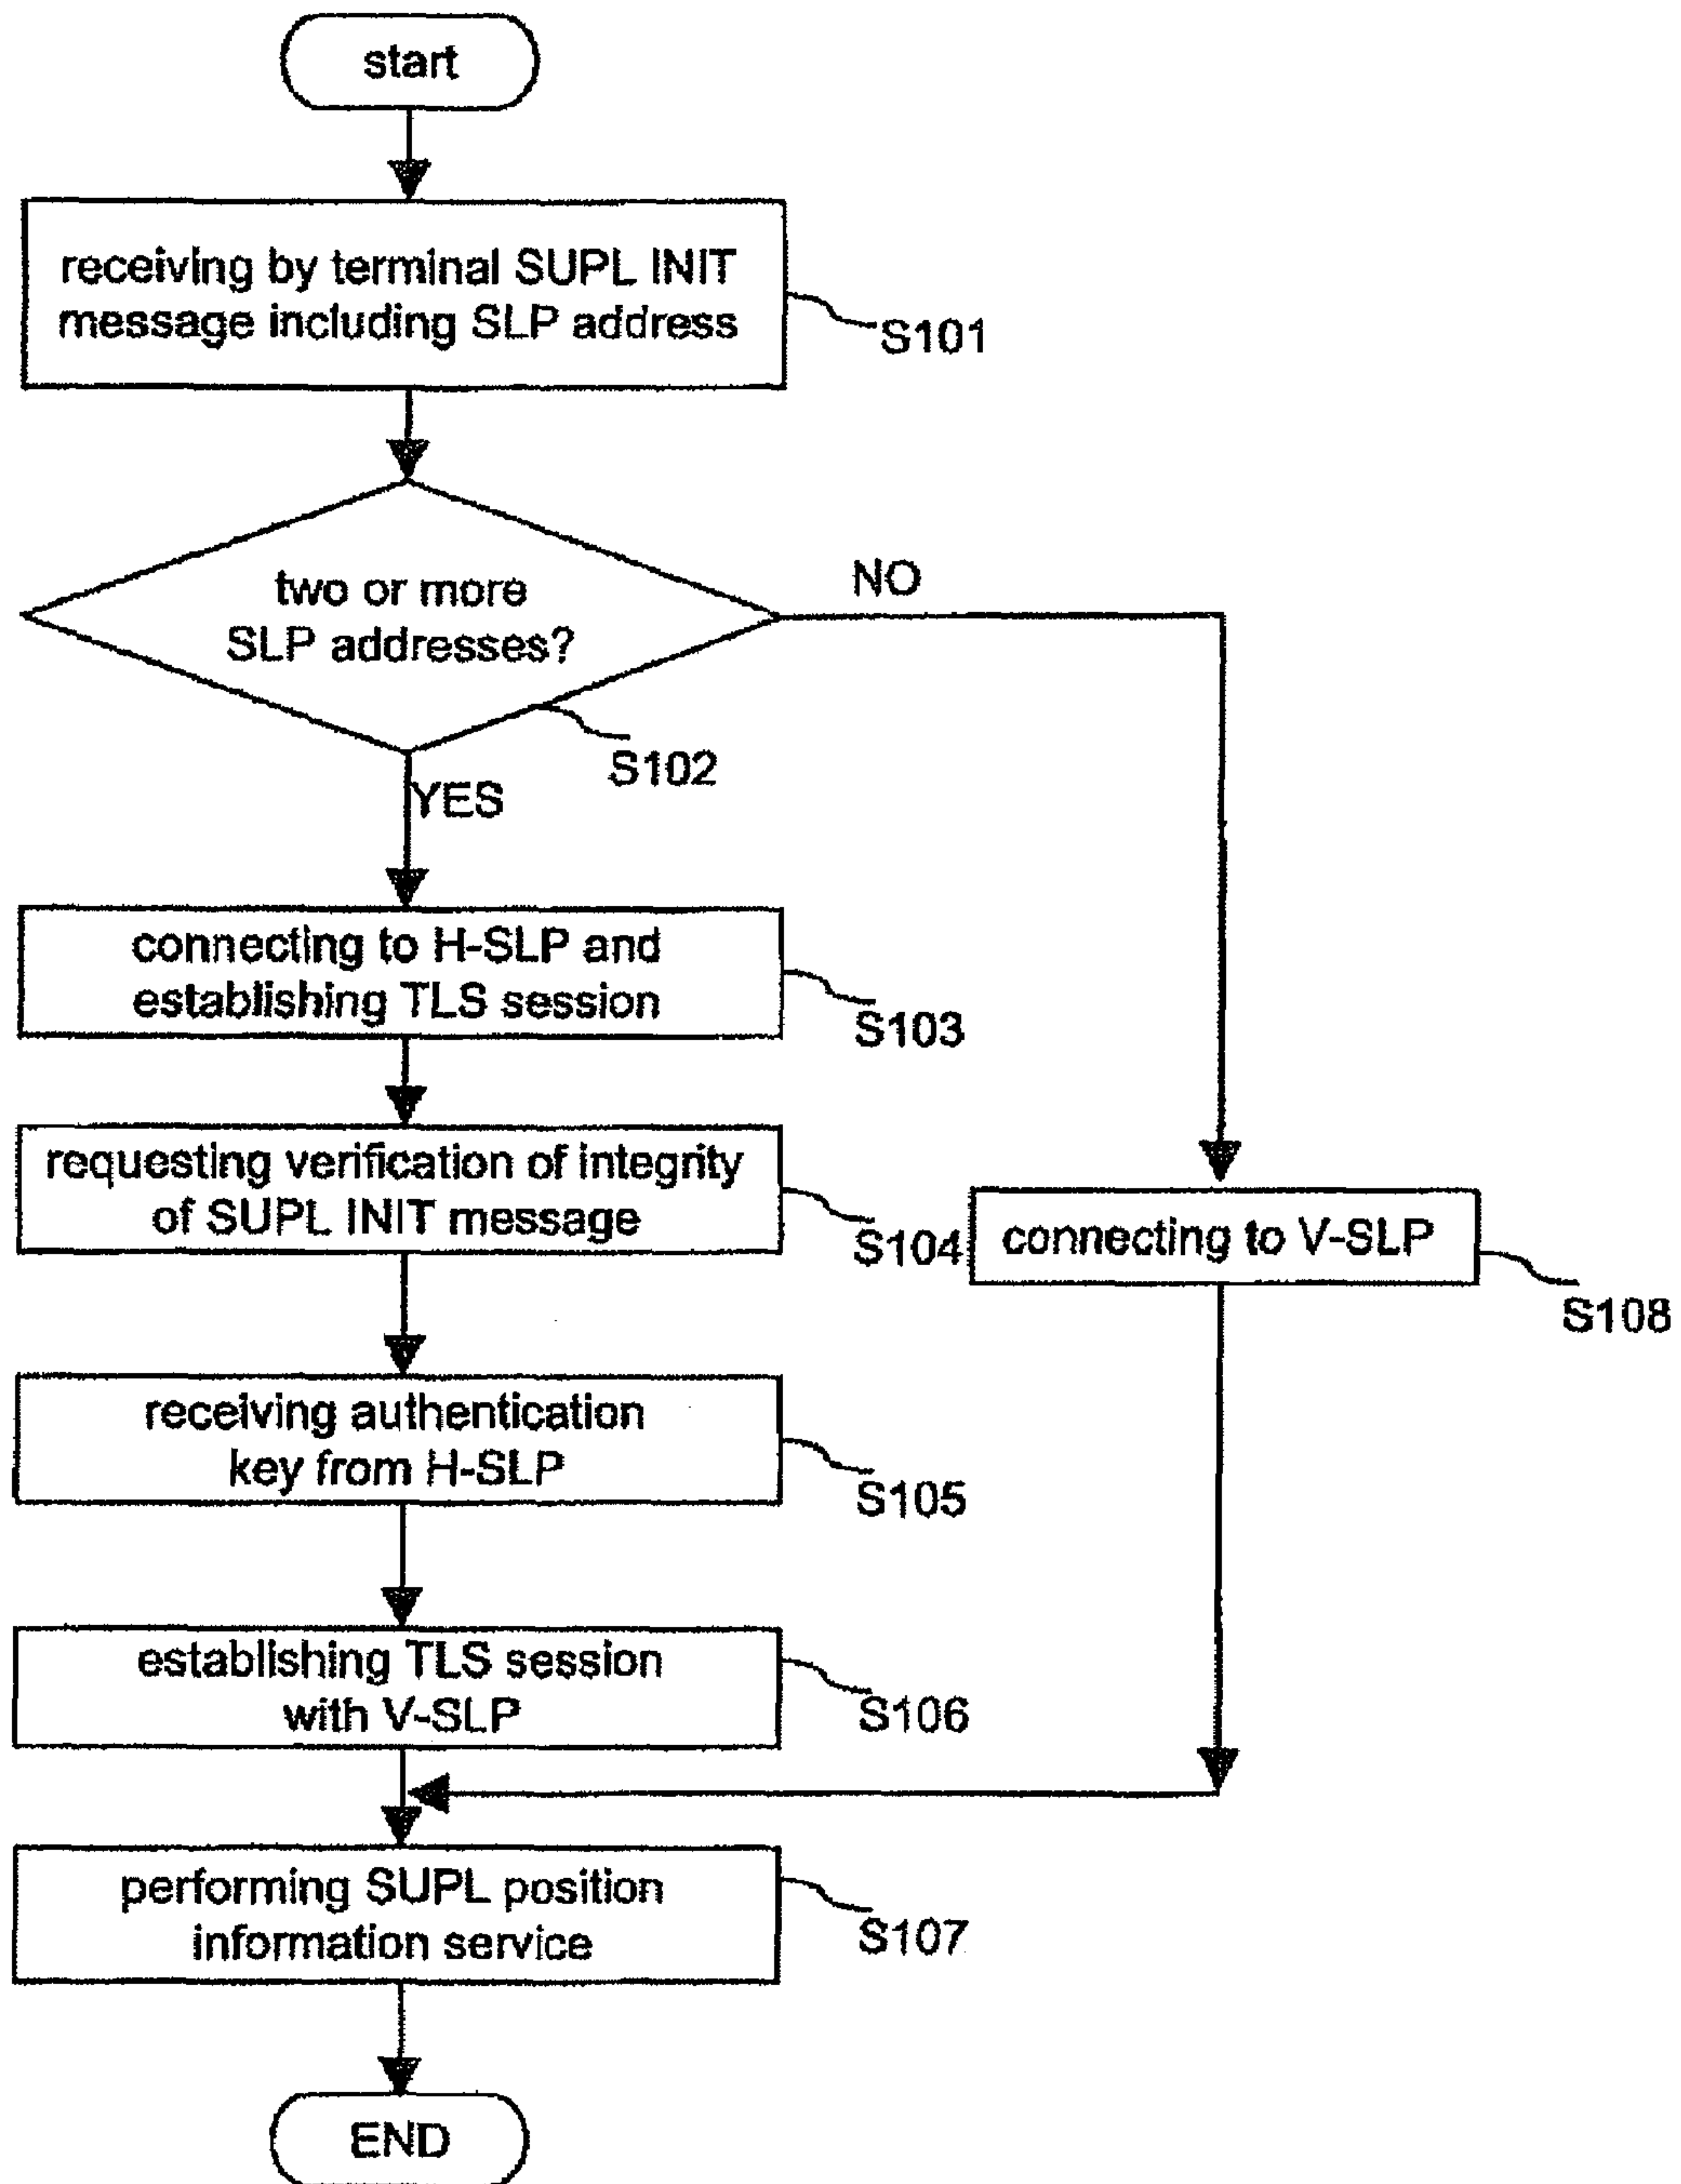 start
receiving by terminal SUPL INIT
message including SLP address
S101
two or more
SLP addresses?
NO
S102
YES
connecting to H-SLP and
establishing TLS session
S103
requesting verification of integrity
of SUPL INIT message
S104
connecting to V-SLP
S108
receiving authentication
key from H-SLP
S105
establishing TLS session
with V-SLP
S106
performing SUPL position
information service
S107
END